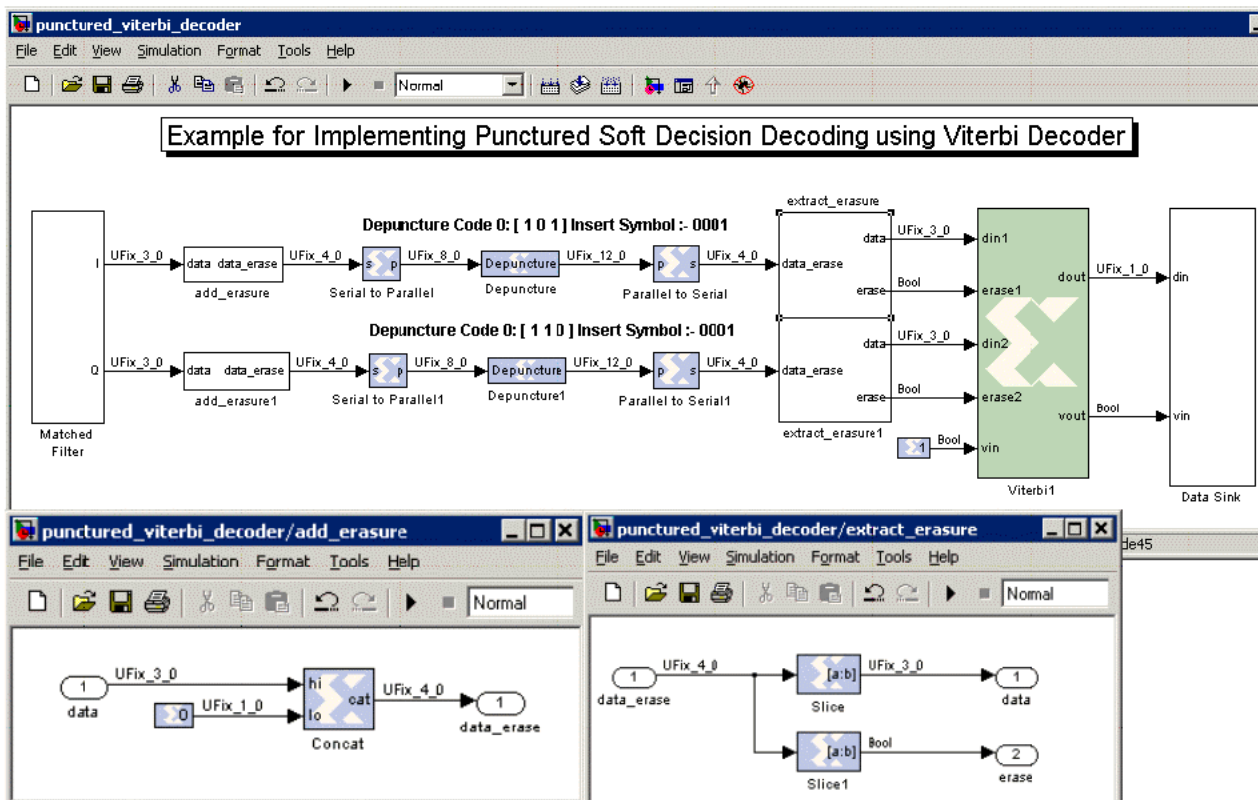 punctured_viterbi_decoder
File Edit View Simulation Format Tools Help
Normal
Example for Implementing Punctured Soft Decision Decoding using Viterbi Decoder
Depuncture Code 0: [ 1 0 1 ] Insert Symbol :- 0001
I UFix_3_0 data data_erase UFix_4_0 s p UFix_8_0 Depuncture UFix_12_0 p s UFix_4_0
add_erasure Serial to Parallel Depuncture Parallel to Serial
extract_erasure
data_erase data UFix_3_0 din1
erase Bool erase1
Depuncture Code 0: [ 1 1 0 ] Insert Symbol :- 0001
Q UFix_3_0 data data_erase UFix_4_0 s p UFix_8_0 Depuncture UFix_12_0 p s UFix_4_0
add_erasure1 Serial to Parallel1 Depuncture1 Parallel to Serial1
data_erase data UFix_3_0 din2
erase Bool erase2
extract_erasure1
1 Bool vin
dout UFix_1_0 din
vout Bool vin
Matched
Filter
Viterbi1
Data Sink
de45
punctured_viterbi_decoder/add_erasure
File Edit View Simulation Format Tools Help
Normal
1 UFix_3_0 hi
data
0 UFix_1_0 lo
cat UFix_4_0 1
Concat
data_erase
punctured_viterbi_decoder/extract_erasure
File Edit View Simulation Format Tools Help
Normal
1 UFix_4_0 [a:b] UFix_3_0 1
data_erase Slice data
[a:b] Bool 2
Slice1 erase